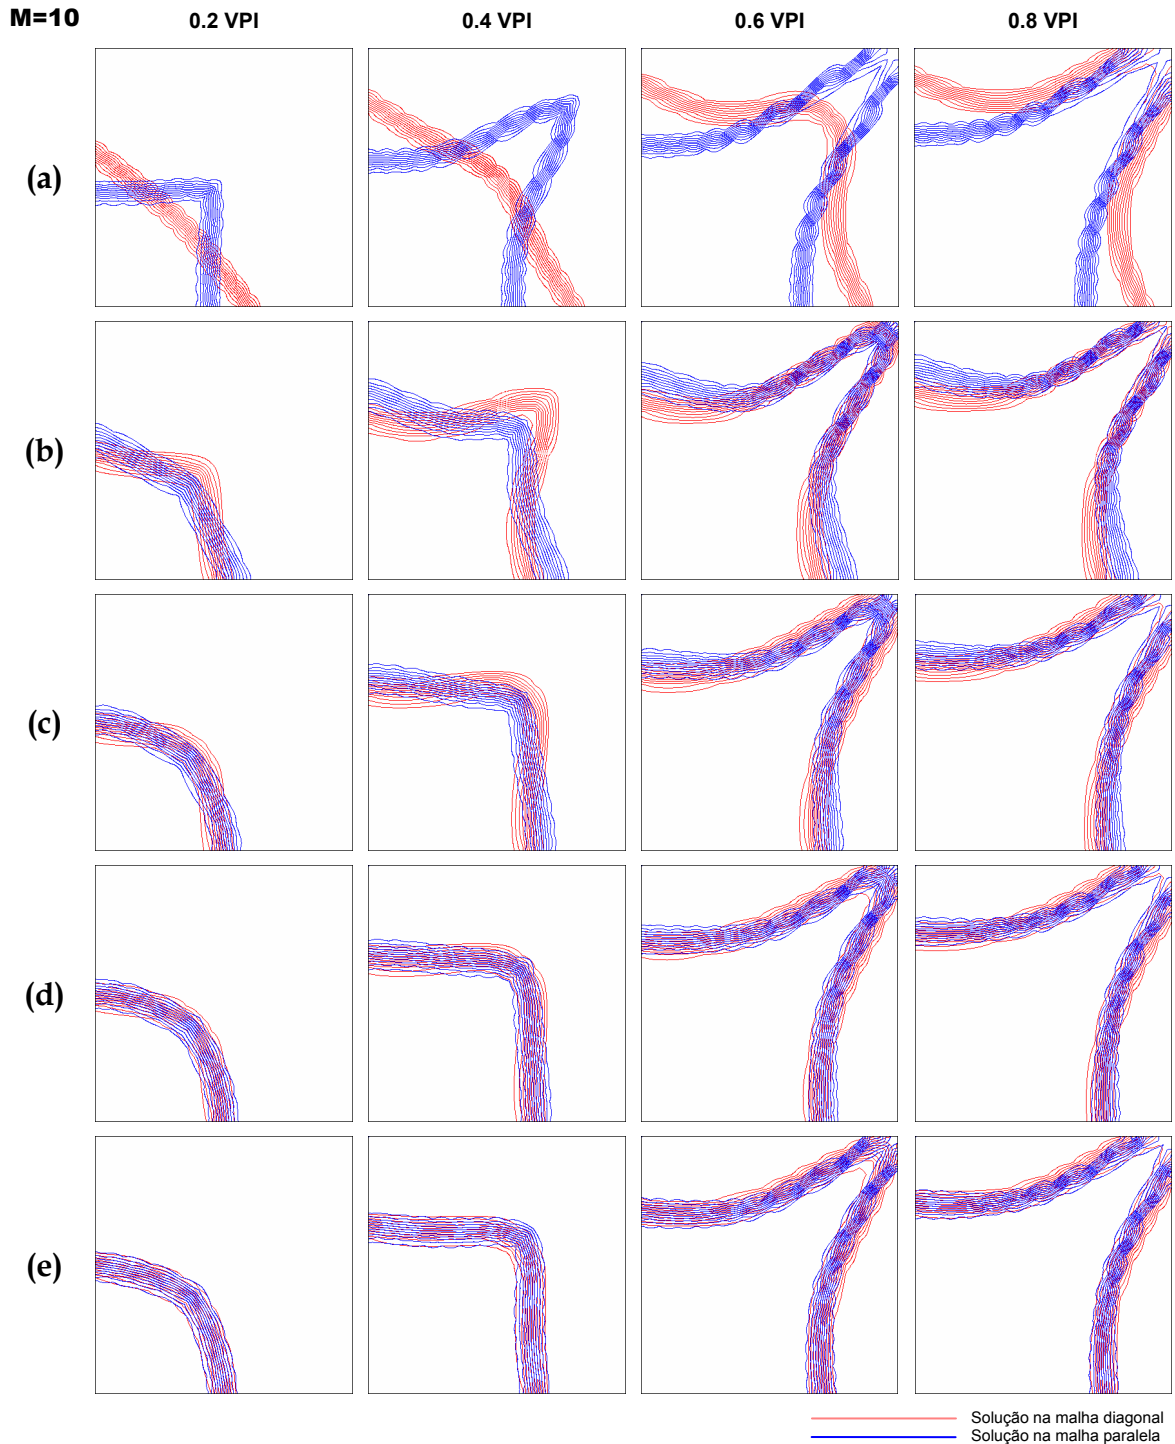 M=10 0.2 VPI 0.4 VPI 0.6 VPI 0.8 VPI
(a)
(b)
(c)
(d)
(e)
Solução na malha diagonal
Solução na malha paralela